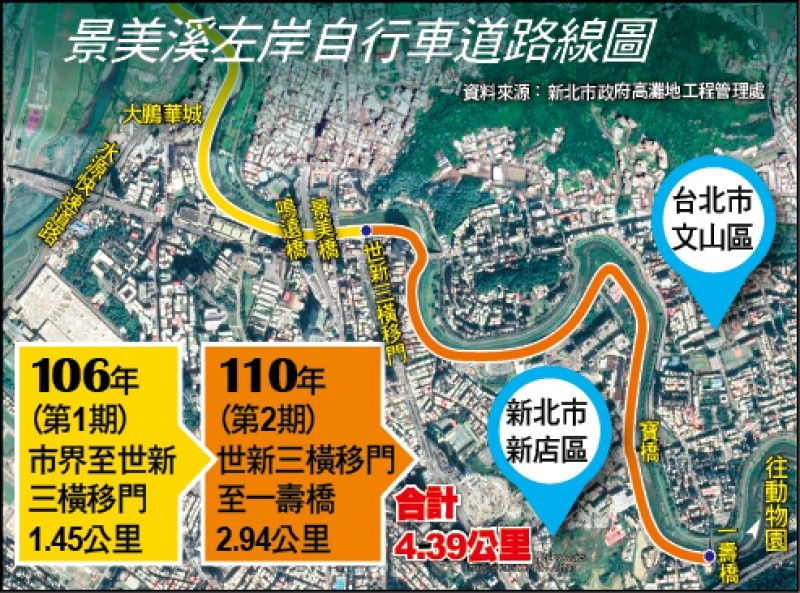 景美溪左岸自行車道路線圖
資料來源：新北市政府高灘地工程管理處
大鵬華城
水源快速道路
鳴遠橋
景美橋
世新三橫移門
台北市
文山區
新北市
新店區
寶橋
往動物園
一壽橋
106年
(第1期)
市界至世新
三橫移門
1.45公里
110年
(第2期)
世新三橫移門
至一壽橋
2.94公里
合計
4.39公里